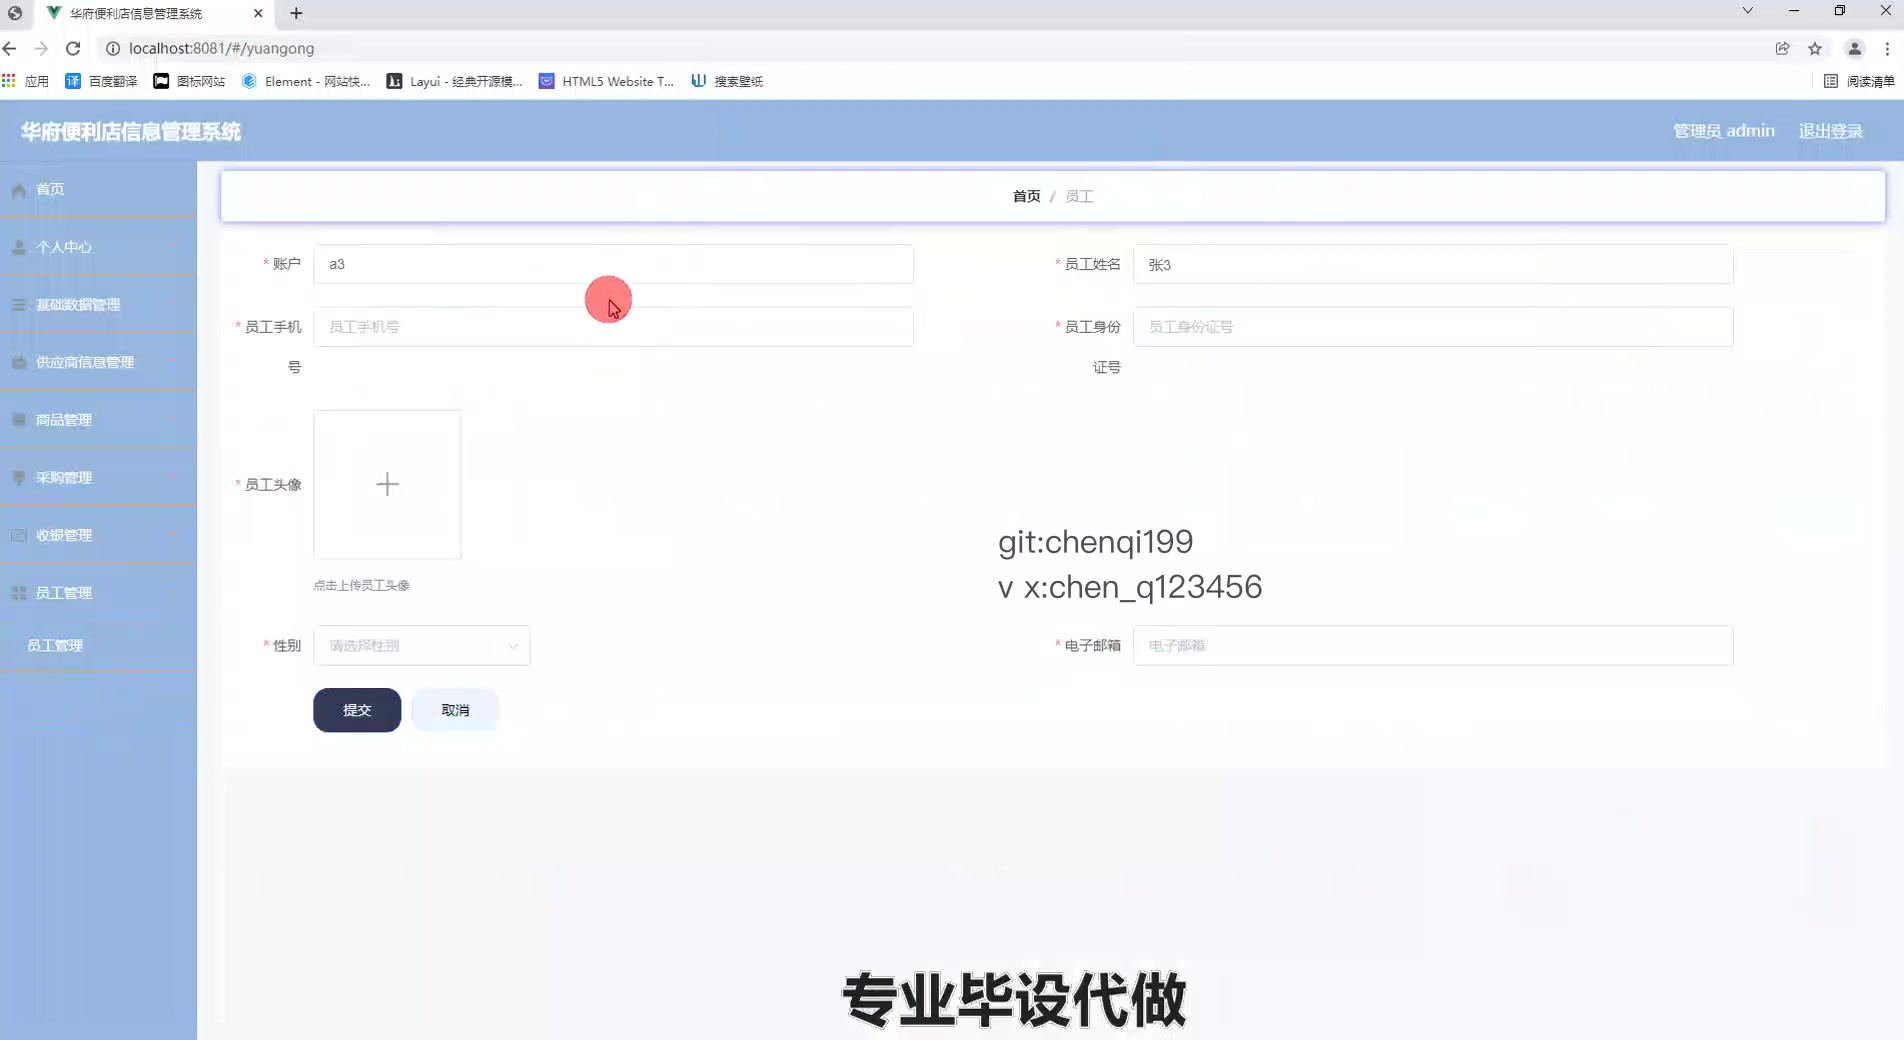 华府便利店信息管理系统
localhost:8081/#/yuangong
应用 百度翻译 图标网站 Element - 网站快... Layui - 经典开源模... HTML5 Website T... 搜索壁纸 阅读清单
华府便利店信息管理系统 管理员 admin 退出登录
首页
个人中心
基础数据管理
供应商信息管理
商品管理
采购管理
收银管理
员工管理
员工管理
首页 / 员工
* 账户 a3 * 员工姓名 张3
* 员工手机号 员工手机号 * 员工身份证号 员工身份证号
* 员工头像
点击上传员工头像
git:chenqi199
v x:chen_q123456
* 性别 请选择性别 * 电子邮箱 电子邮箱
提交 取消
专业毕设代做